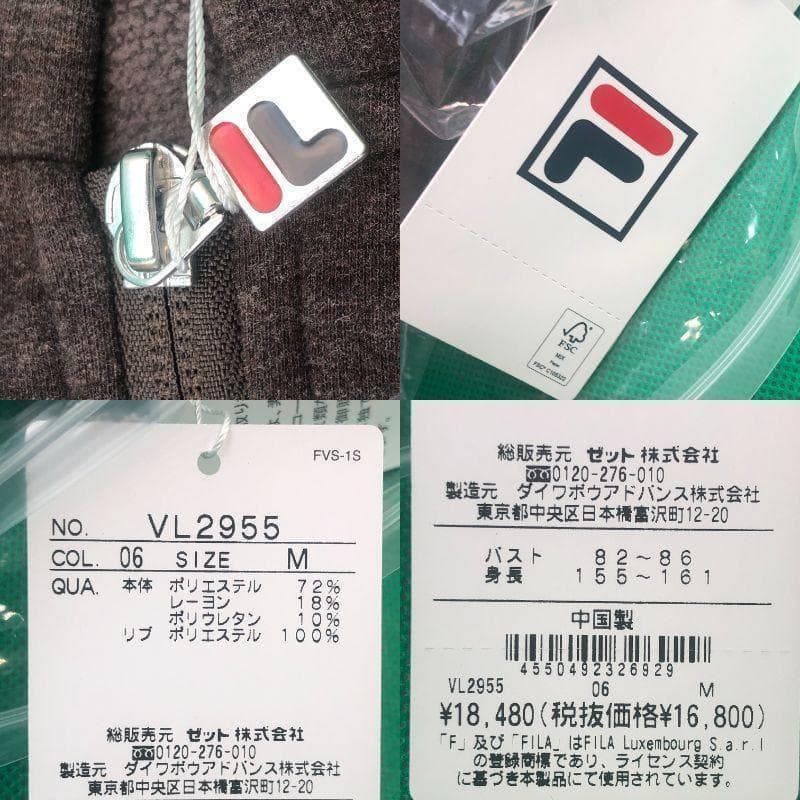 FSC
MIX
Paper
FVS-1S
NO. VL2955
COL. 06 SIZE M
QUA. 本体 ポリエステル 72%
レーヨン 18%
ポリウレタン 10%
リブ ポリエステル 100%
総販売元 ゼット株式会社
0120-276-010
製造元 ダイワボウアドバンス株式会社
東京都中央区日本橋富沢町12-20
総販売元 ゼット株式会社
0120-276-010
製造元 ダイワボウアドバンス株式会社
東京都中央区日本橋富沢町12-20
バスト 82~86
身長 155~161
中国製
4550492326929
VL2955 06 M
¥18,480(税抜価格¥16,800)
「F」及び「FILA」はFILA Luxembourg S.a.r.l
の登録商標であり、ライセンス契約
に基づき本製品にて使用されています。